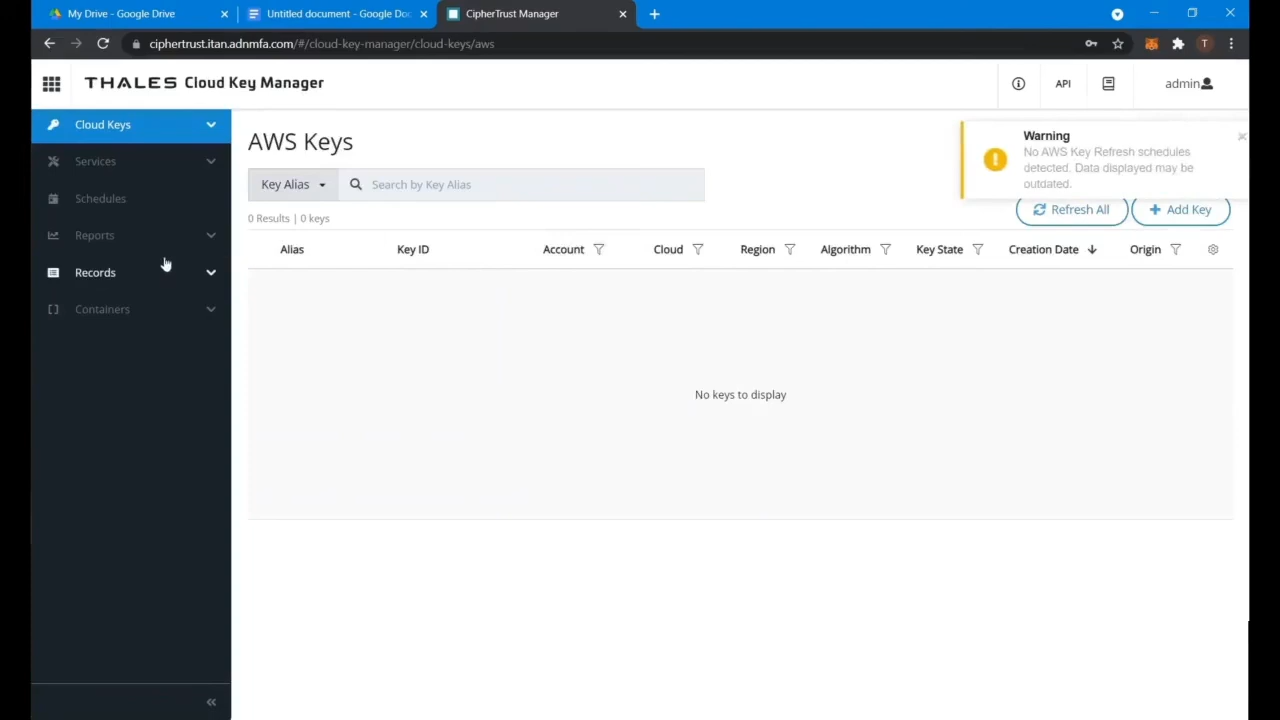 My Drive - Google Drive
Untitled document - Google Doc
CipherTrust Manager
ciphertrust.itan.adnmfa.com/#/cloud-key-manager/cloud-keys/aws
T
THALES Cloud Key Manager
API
admin
Cloud Keys
Services
Schedules
Reports
Records
Containers
AWS Keys
Warning
No AWS Key Refresh schedules
detected. Data displayed may be
outdated.
Key Alias
Search by Key Alias
0 Results | 0 keys
Refresh All
Add Key
Alias
Key ID
Account
Cloud
Region
Algorithm
Key State
Creation Date
Origin
No keys to display